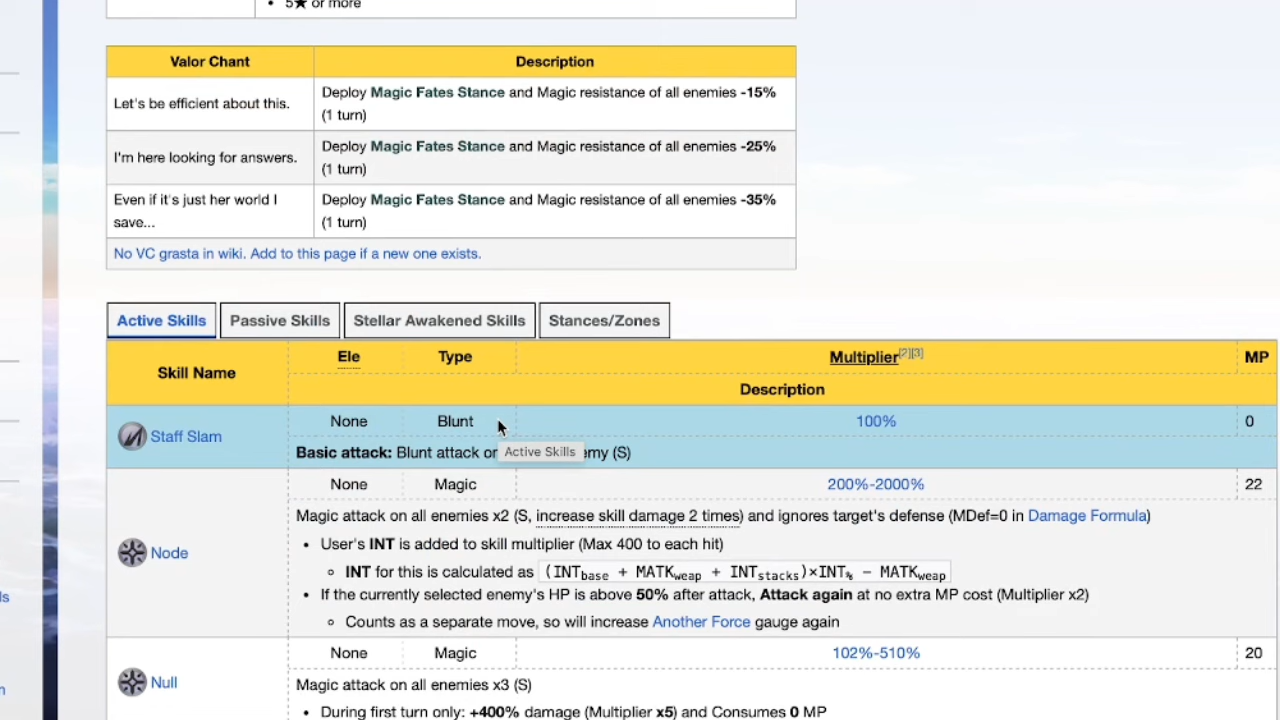 5★ or more
Valor Chant
Description
Let's be efficient about this.
Deploy Magic Fates Stance and Magic resistance of all enemies -15%
(1 turn)
I'm here looking for answers.
Deploy Magic Fates Stance and Magic resistance of all enemies -25%
(1 turn)
Even if it's just her world I
save...
Deploy Magic Fates Stance and Magic resistance of all enemies -35%
(1 turn)
No VC grasta in wiki. Add to this page if a new one exists.
Active Skills
Passive Skills
Stellar Awakened Skills
Stances/Zones
Skill Name
Ele
Type
Multiplier[2][3]
MP
Description
Staff Slam
None
Blunt
100%
0
Basic attack: Blunt attack on
emy (S)
Active Skills
Node
None
Magic
200%-2000%
22
Magic attack on all enemies x2 (S, increase skill damage 2 times) and ignores target's defense (MDef=0 in Damage Formula)
• User's INT is added to skill multiplier (Max 400 to each hit)
INT for this is calculated as (INTbase + MATKweap + INTstacks)×INT% − MATKweap
• If the currently selected enemy's HP is above 50% after attack, Attack again at no extra MP cost (Multiplier x2)
Counts as a separate move, so will increase Another Force gauge again
Null
None
Magic
102%-510%
20
Magic attack on all enemies x3 (S)
• During first turn only: +400% damage (Multiplier x5) and Consumes 0 MP